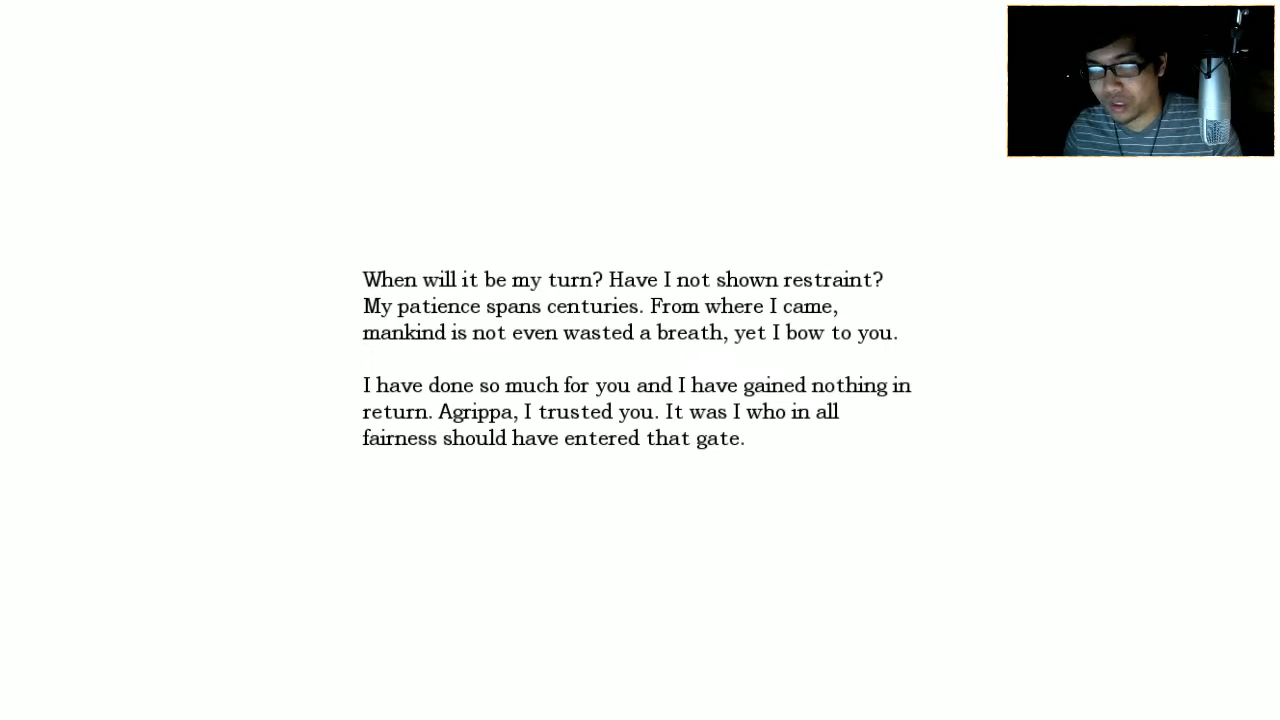 When will it be my turn? Have I not shown restraint?
My patience spans centuries. From where I came,
mankind is not even wasted a breath, yet I bow to you.
I have done so much for you and I have gained nothing in
return. Agrippa, I trusted you. It was I who in all
fairness should have entered that gate.